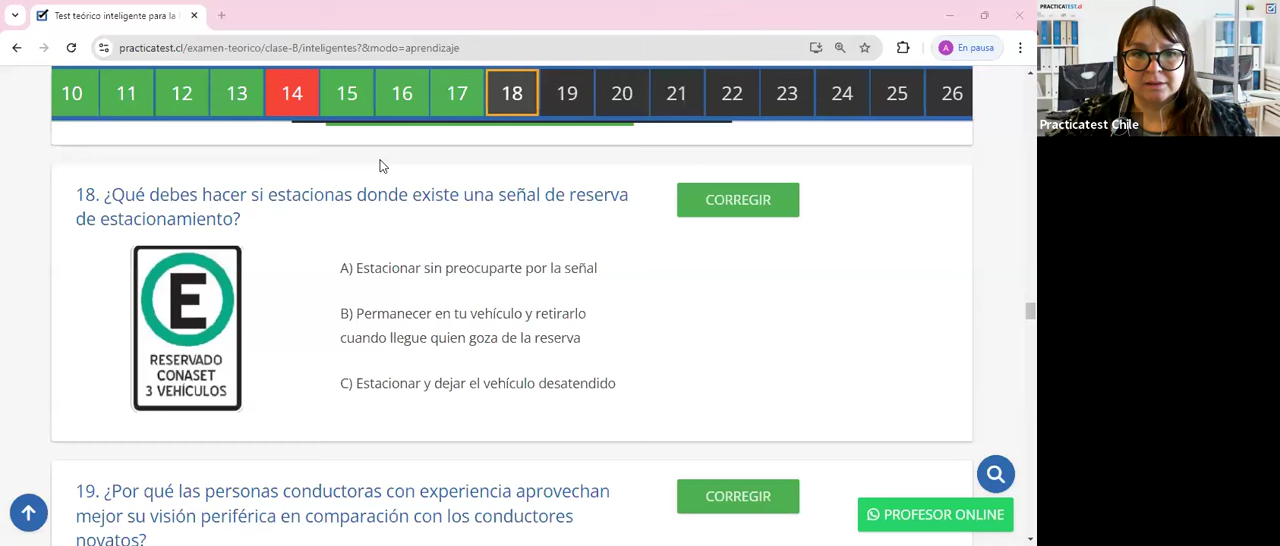 Test teórico inteligente para la
practicatest.cl/examen-teorico/clase-B/inteligentes?&modo=aprendizaje
A
En pausa
PRACTICATEST.cl
Practicatest Chile
10 11 12 13 14 15 16 17 18 19 20 21 22 23 24 25 26
18. ¿Qué debes hacer si estacionas donde existe una señal de reserva
de estacionamiento?
CORREGIR
E
RESERVADO
CONASET
3 VEHÍCULOS
A) Estacionar sin preocuparte por la señal
B) Permanecer en tu vehículo y retirarlo
cuando llegue quien goza de la reserva
C) Estacionar y dejar el vehículo desatendido
19. ¿Por qué las personas conductoras con experiencia aprovechan
mejor su visión periférica en comparación con los conductores
novatos?
CORREGIR
PROFESOR ONLINE